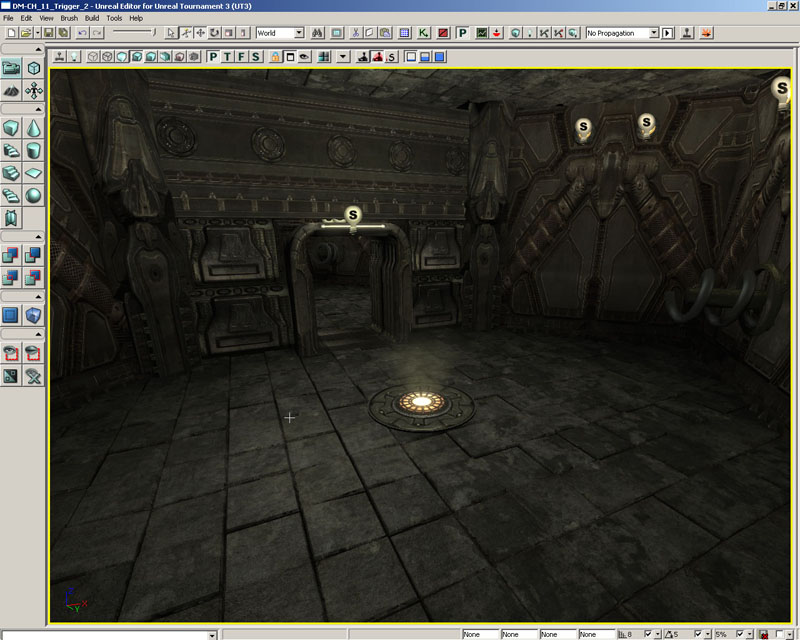 DM-CH_11_Trigger_2 - Unreal Editor for Unreal Tournament 3 (UT3)
File Edit View Brush Build Tools Help
World
K
P
No Propagation
P T F S
S
S
S
S
S
Z
X
Y
None None None None 8 5 5%